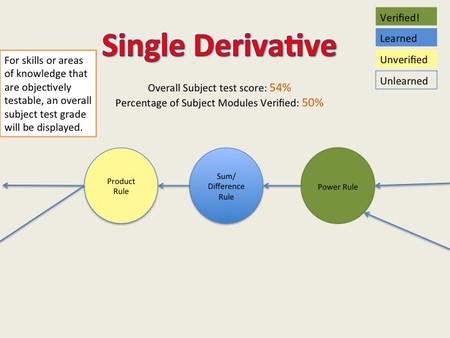 Single Derivative
Verified!
Learned
Unverified
Unlearned
For skills or areas
of knowledge that
are objectively
testable, an overall
subject test grade
will be displayed.
Overall Subject test score: 54%
Percentage of Subject Modules Verified: 50%
Product
Rule
Sum/
Difference
Rule
Power Rule